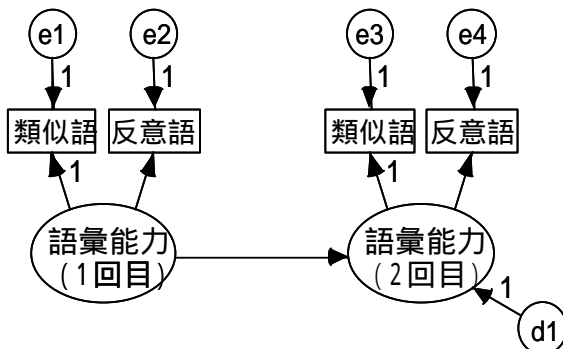 e1 e2 e3 e4
1 1 1 1
類似語 反意語 類似語 反意語
1 1
語彙能力 語彙能力
(1回目) (2回目)
1
d1